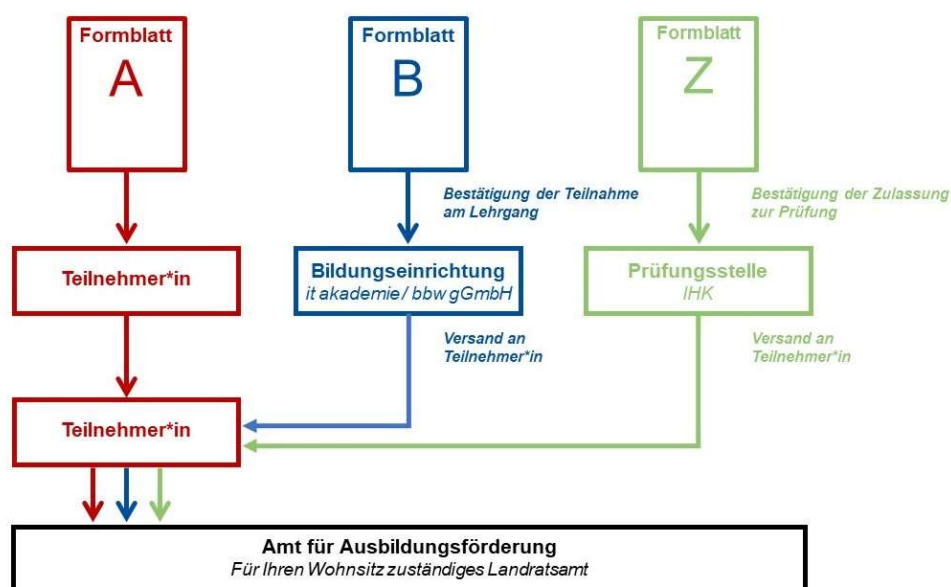 Formblatt
A
Formblatt
B
Formblatt
Z
Bestätigung der Teilnahme
am Lehrgang
Bestätigung der Zulassung
zur Prüfung
Teilnehmer*in
Bildungseinrichtung
it akademie / bbw gGmbH
Prüfungsstelle
IHK
Versand an
Teilnehmer*in
Versand an
Teilnehmer*in
Teilnehmer*in
Amt für Ausbildungsförderung
Für Ihren Wohnsitz zuständiges Landratsamt